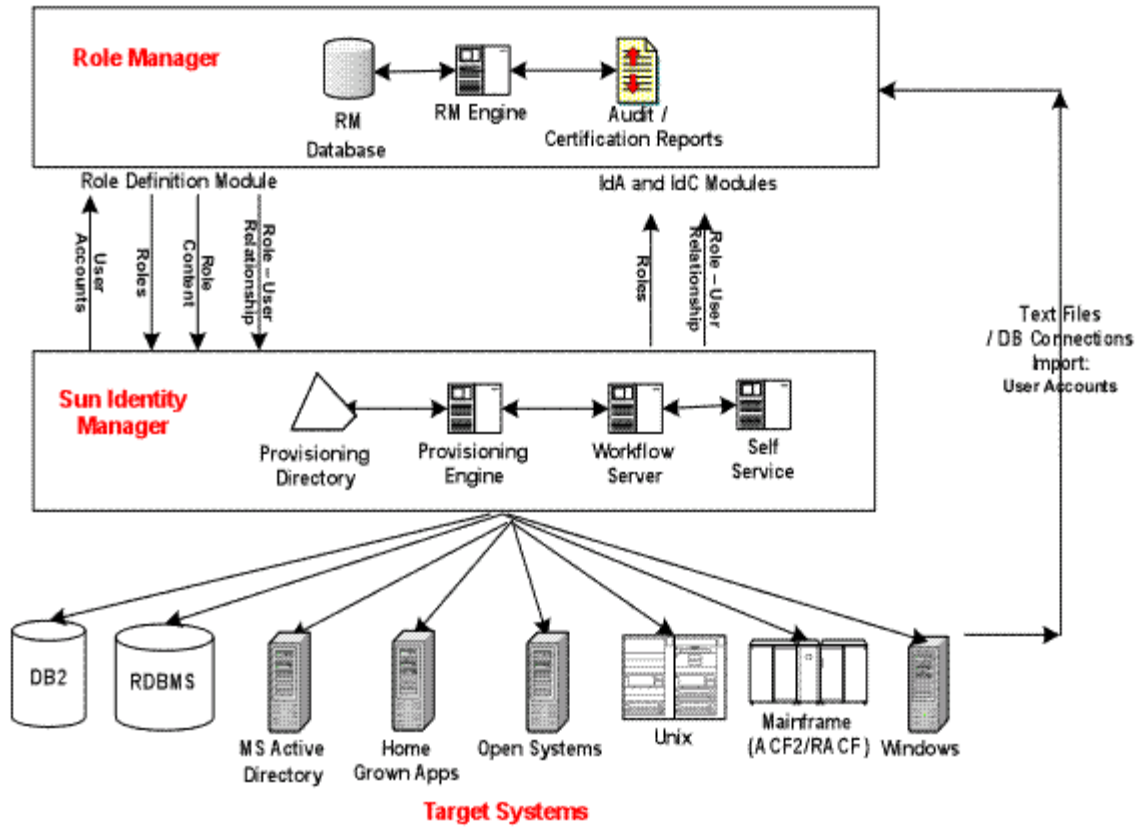 Role Manager
RM
Database
RM Engine
Audit /
Certification Reports
Role Definition Module
IdA and IdC Modules
User
Accounts
Roles
Role
Content
Role – User
Relationship
Roles
Role – User
Relationship
Text Files
/ DB Connections
Import:
User Accounts
Sun Identity
Manager
Provisioning
Directory
Provisioning
Engine
Workflow
Server
Self
Service
DB2
RDBMS
MS Active
Directory
Home
Grown Apps
Open Systems
Unix
Mainframe
(ACF2/RACF)
Windows
Target Systems